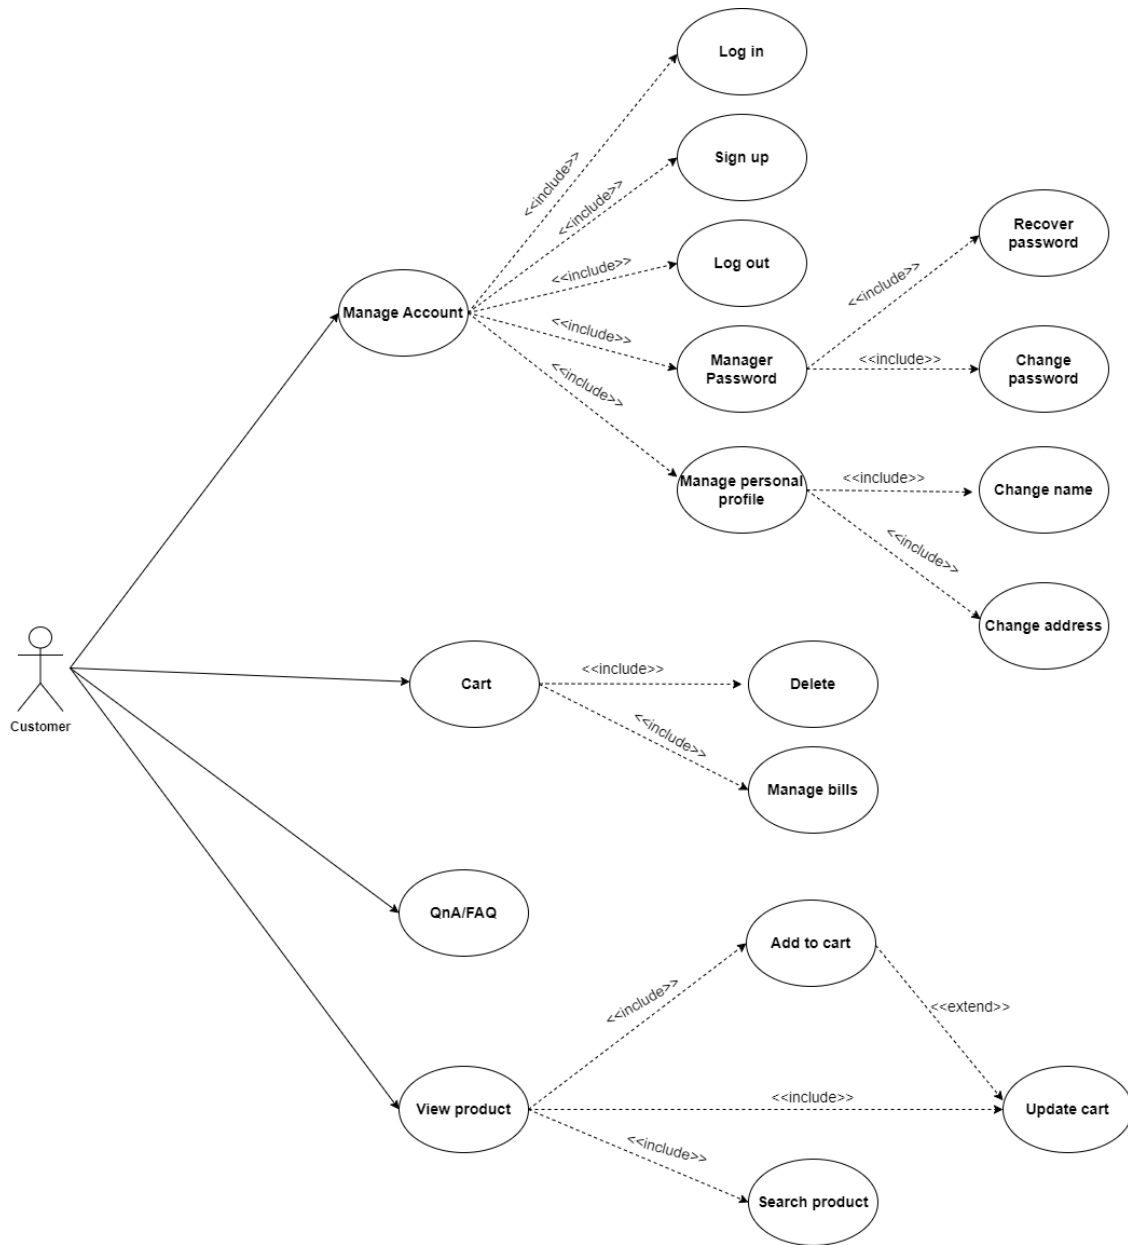 Log in
<<include>>
Sign up
<<include>>
Recover
password
Log out
<<include>>
<<include>>
Manage Account
<<include>>
Manager
Password
<<include>>
Change
password
<<include>>
Manage personal
profile
<<include>>
Change name
<<include>>
Change address
Customer
Cart
<<include>>
Delete
<<include>>
Manage bills
QnA/FAQ
Add to cart
<<include>>
<<extend>>
View product
<<include>>
Update cart
<<include>>
Search product